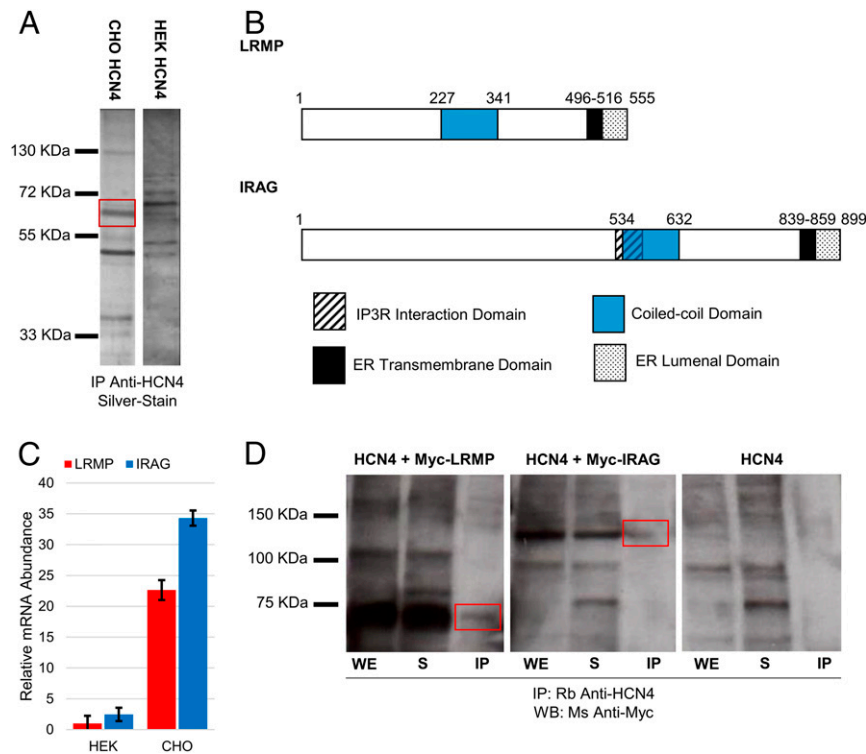 A
CHO HCN4
HEK HCN4
130 KDa
72 KDa
55 KDa
33 KDa
IP Anti-HCN4
Silver-Stain
B
LRMP
1 227 341 496-516 555
IRAG
1 534 632 839-859 899
IP3R Interaction Domain
Coiled-coil Domain
ER Transmembrane Domain
ER Lumenal Domain
C
LRMP IRAG
Relative mRNA Abundance
40
35
30
25
20
15
10
5
0
HEK CHO
D
HCN4 + Myc-LRMP HCN4 + Myc-IRAG HCN4
150 KDa
100 KDa
75 KDa
WE S IP WE S IP WE S IP
IP: Rb Anti-HCN4
WB: Ms Anti-Myc